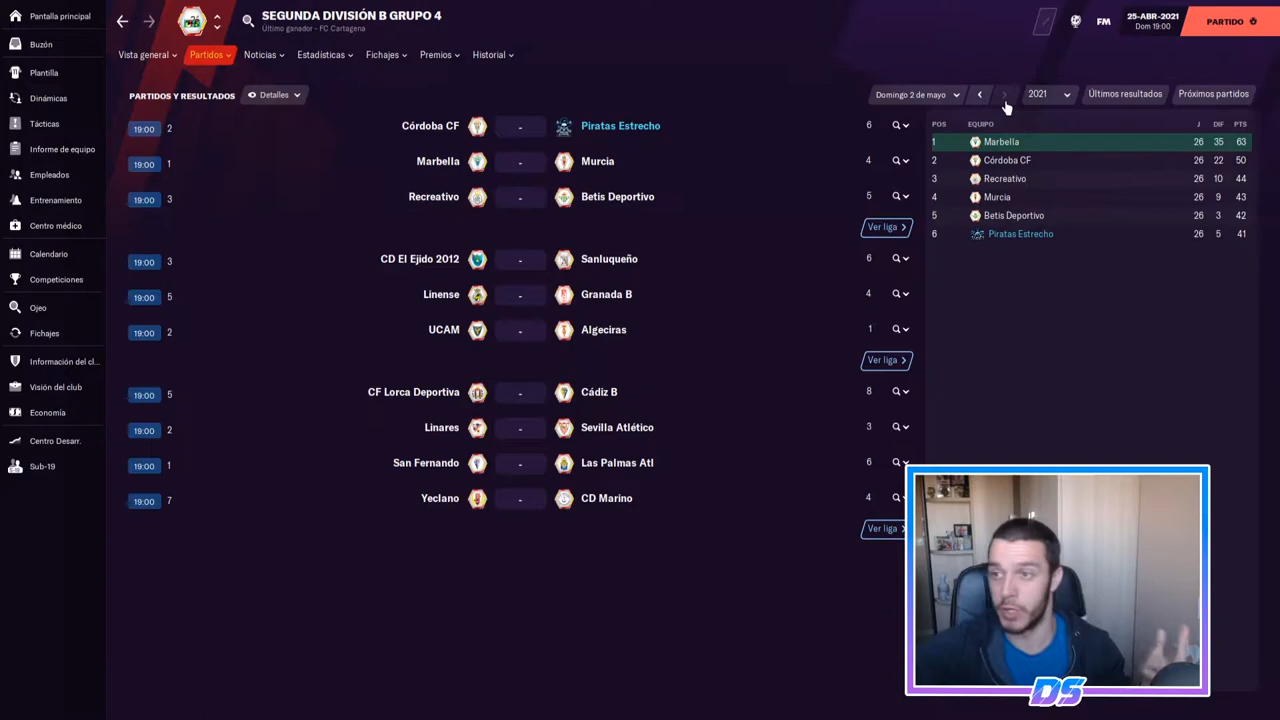 Pantalla principal
Buzón
Plantilla
Dinámicas
Tácticas
Informe de equipo
Empleados
Entrenamiento
Centro médico
Calendario
Competiciones
Ojeo
Fichajes
Información del cl...
Visión del club
Economía
Centro Desarr.
Sub-19
SEGUNDA DIVISIÓN B GRUPO 4
Último ganador - FC Cartagena
FM
25-ABR-2021
Dom 19:00
PARTIDO
Vista general Partidos Noticias Estadísticas Fichajes Premios Historial
PARTIDOS Y RESULTADOS Detalles
Domingo 2 de mayo 2021 Últimos resultados Próximos partidos
19:00 2 Córdoba CF - Piratas Estrecho 6
19:00 1 Marbella - Murcia 4
19:00 3 Recreativo - Betis Deportivo 5
Ver liga
19:00 3 CD El Ejido 2012 - Sanluqueño 6
19:00 5 Linense - Granada B 4
19:00 2 UCAM - Algeciras 1
Ver liga
19:00 5 CF Lorca Deportiva - Cádiz B 8
19:00 2 Linares - Sevilla Atlético 3
19:00 1 San Fernando - Las Palmas Atl 6
19:00 7 Yeclano - CD Marino 4
Ver liga
POS EQUIPO J DIF PTS
1 Marbella 26 35 63
2 Córdoba CF 26 22 50
3 Recreativo 26 10 44
4 Murcia 26 9 43
5 Betis Deportivo 26 3 42
6 Piratas Estrecho 26 5 41
DS